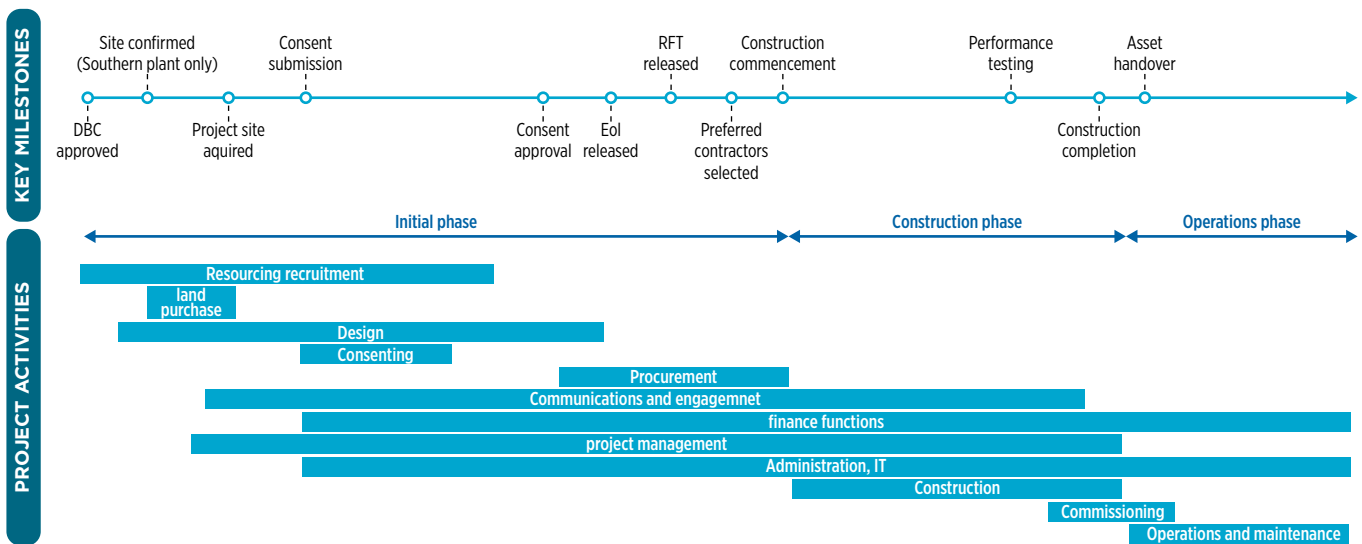 KEY MILESTONES
Site confirmed
(Southern plant only)
Consent
submission
RFT
released
Construction
commencement
Performance
testing
Asset
handover
DBC
approved
Project site
aquired
Consent
approval
EoI
released
Preferred
contractors
selected
Construction
completion
PROJECT ACTIVITIES
Initial phase
Construction phase
Operations phase
Resourcing recruitment
land
purchase
Design
Consenting
Procurement
Communications and engagemnet
finance functions
project management
Administration, IT
Construction
Commissioning
Operations and maintenance